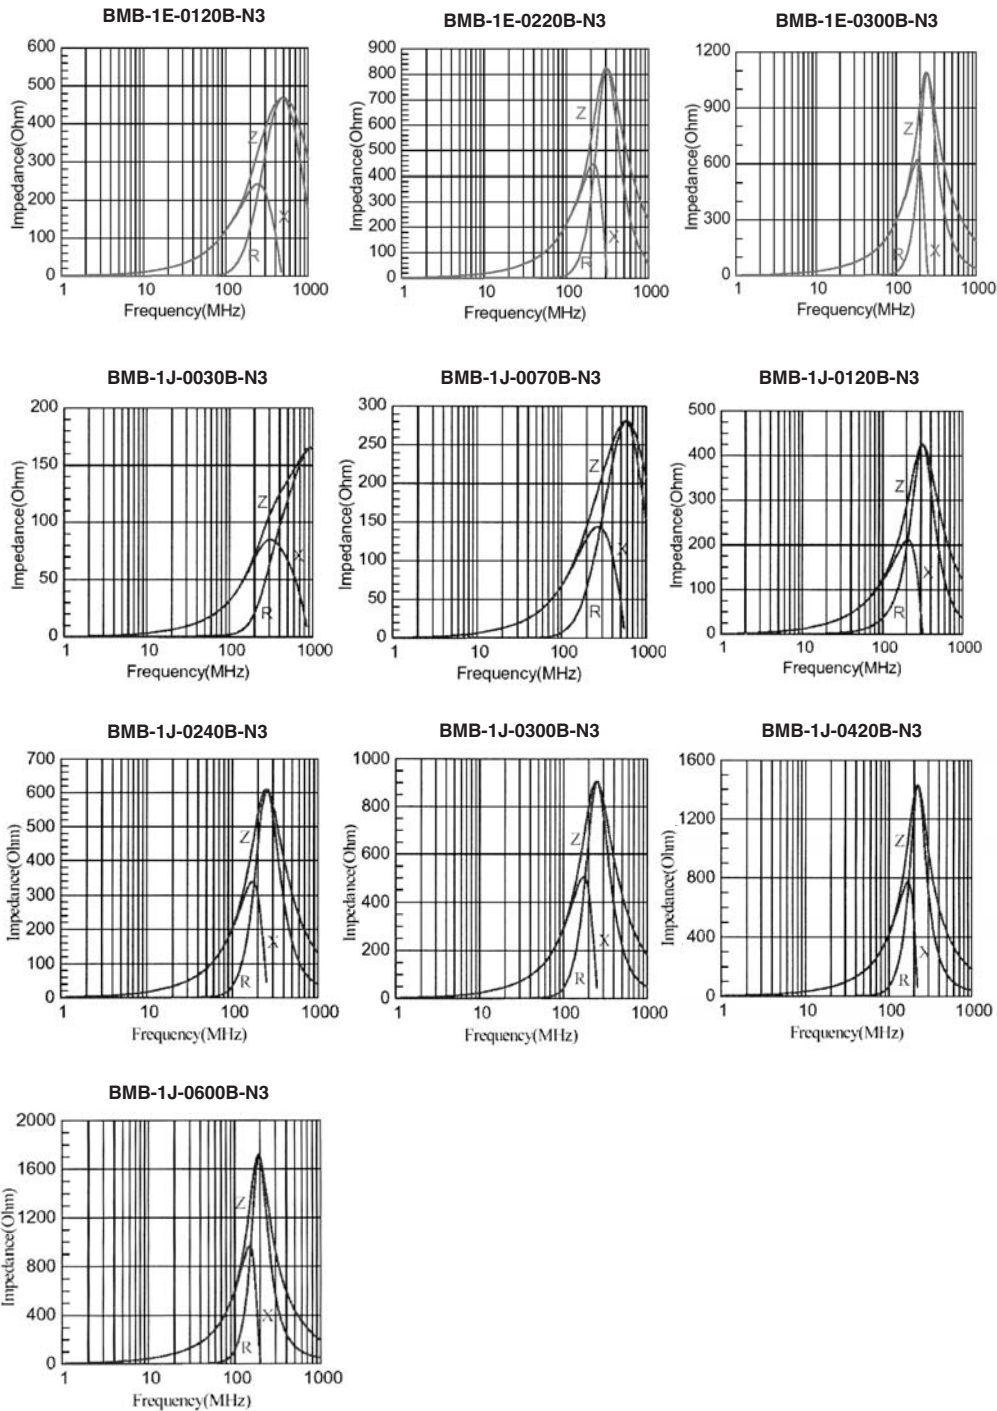 BMB-1E-0120B-N3
600
500
400
300
200
100
0
Impedance(Ohm)
Z
R
X
1 10 100 1000
Frequency(MHz)
BMB-1E-0220B-N3
900
800
700
600
500
400
300
200
100
0
Impedance(Ohm)
Z
R
X
1 10 100 1000
Frequency(MHz)
BMB-1E-0300B-N3
1200
900
600
300
0
Impedance(Ohm)
Z
R
X
1 10 100 1000
Frequency(MHz)
BMB-1J-0030B-N3
200
150
100
50
0
Impedance(Ohm)
Z
R
X
1 10 100 1000
Frequency(MHz)
BMB-1J-0070B-N3
300
250
200
150
100
50
0
Impedance(Ohm)
Z
R
X
1 10 100 1000
Frequency(MHz)
BMB-1J-0120B-N3
500
400
300
200
100
0
Impedance(Ohm)
Z
R
X
1 10 100 1000
Frequency(MHz)
BMB-1J-0240B-N3
700
600
500
400
300
200
100
0
Impedance(Ohm)
Z
R
X
1 10 100 1000
Frequency(MHz)
BMB-1J-0300B-N3
1000
800
600
400
200
0
Impedance(Ohm)
Z
R
X
1 10 100 1000
Frequency(MHz)
BMB-1J-0420B-N3
1600
1200
800
400
0
Impedance(Ohm)
Z
R
X
1 10 100 1000
Frequency(MHz)
BMB-1J-0600B-N3
2000
1600
1200
800
400
0
Impedance(Ohm)
Z
R
X
1 10 100 1000
Frequency(MHz)